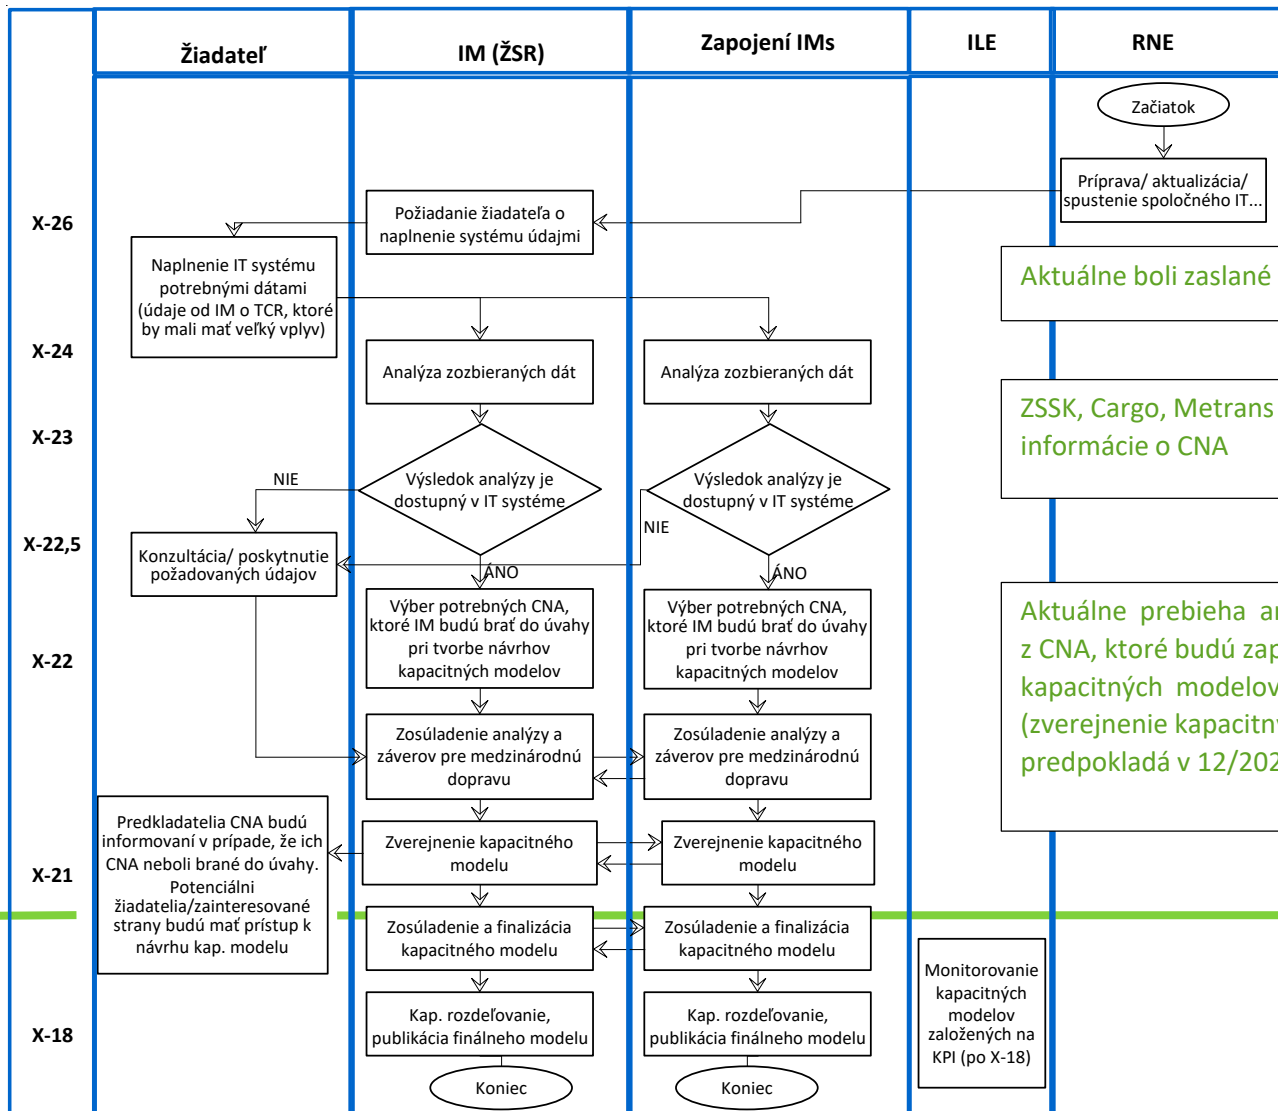 Žiadateľ
IM (ŽSR)
Zapojení IMs
ILE
RNE
Začiatok
Príprava/ aktualizácia/
spustenie spoločného IT...
X-26
Požiadanie žiadateľa o
naplnenie systému údajmi
Naplnenie IT systému
potrebnými dátami
(údaje od IM o TCR, ktoré
by mali mať veľký vplyv)
Aktuálne boli zaslané
X-24
Analýza zozbieraných dát
Analýza zozbieraných dát
ZSSK, Cargo, Metrans
informácie o CNA
X-23
Výsledok analýzy je
dostupný v IT systéme
Výsledok analýzy je
dostupný v IT systéme
NIE
NIE
X-22,5
Konzultácia/ poskytnutie
požadovaných údajov
ÁNO
ÁNO
Výber potrebných CNA,
ktoré IM budú brať do úvahy
pri tvorbe návrhov
kapacitných modelov
Výber potrebných CNA,
ktoré IM budú brať do úvahy
pri tvorbe návrhov
kapacitných modelov
X-22
Aktuálne prebieha
z CNA, ktoré budú
kapacitných modelov
(zverejnenie
predpokladá v
Zosúladenie analýzy a
záverov pre medzinárodnú
dopravu
Zosúladenie analýzy a
záverov pre medzinárodnú
dopravu
Predkladatelia CNA budú
informovaní v prípade, že ich
CNA neboli brané do úvahy.
Potenciálni
žiadatelia/zainteresované
strany budú mať prístup k
návrhu kap. modelu
Zverejnenie kapacitného
modelu
Zverejnenie kapacitného
modelu
X-21
Zosúladenie a finalizácia
kapacitného modelu
Zosúladenie a finalizácia
kapacitného modelu
Monitorovanie
kapacitných
modelov
založených na
KPI (po X-18)
X-18
Kap. rozdeľovanie,
publikácia finálneho modelu
Kap. rozdeľovanie,
publikácia finálneho modelu
Koniec
Koniec